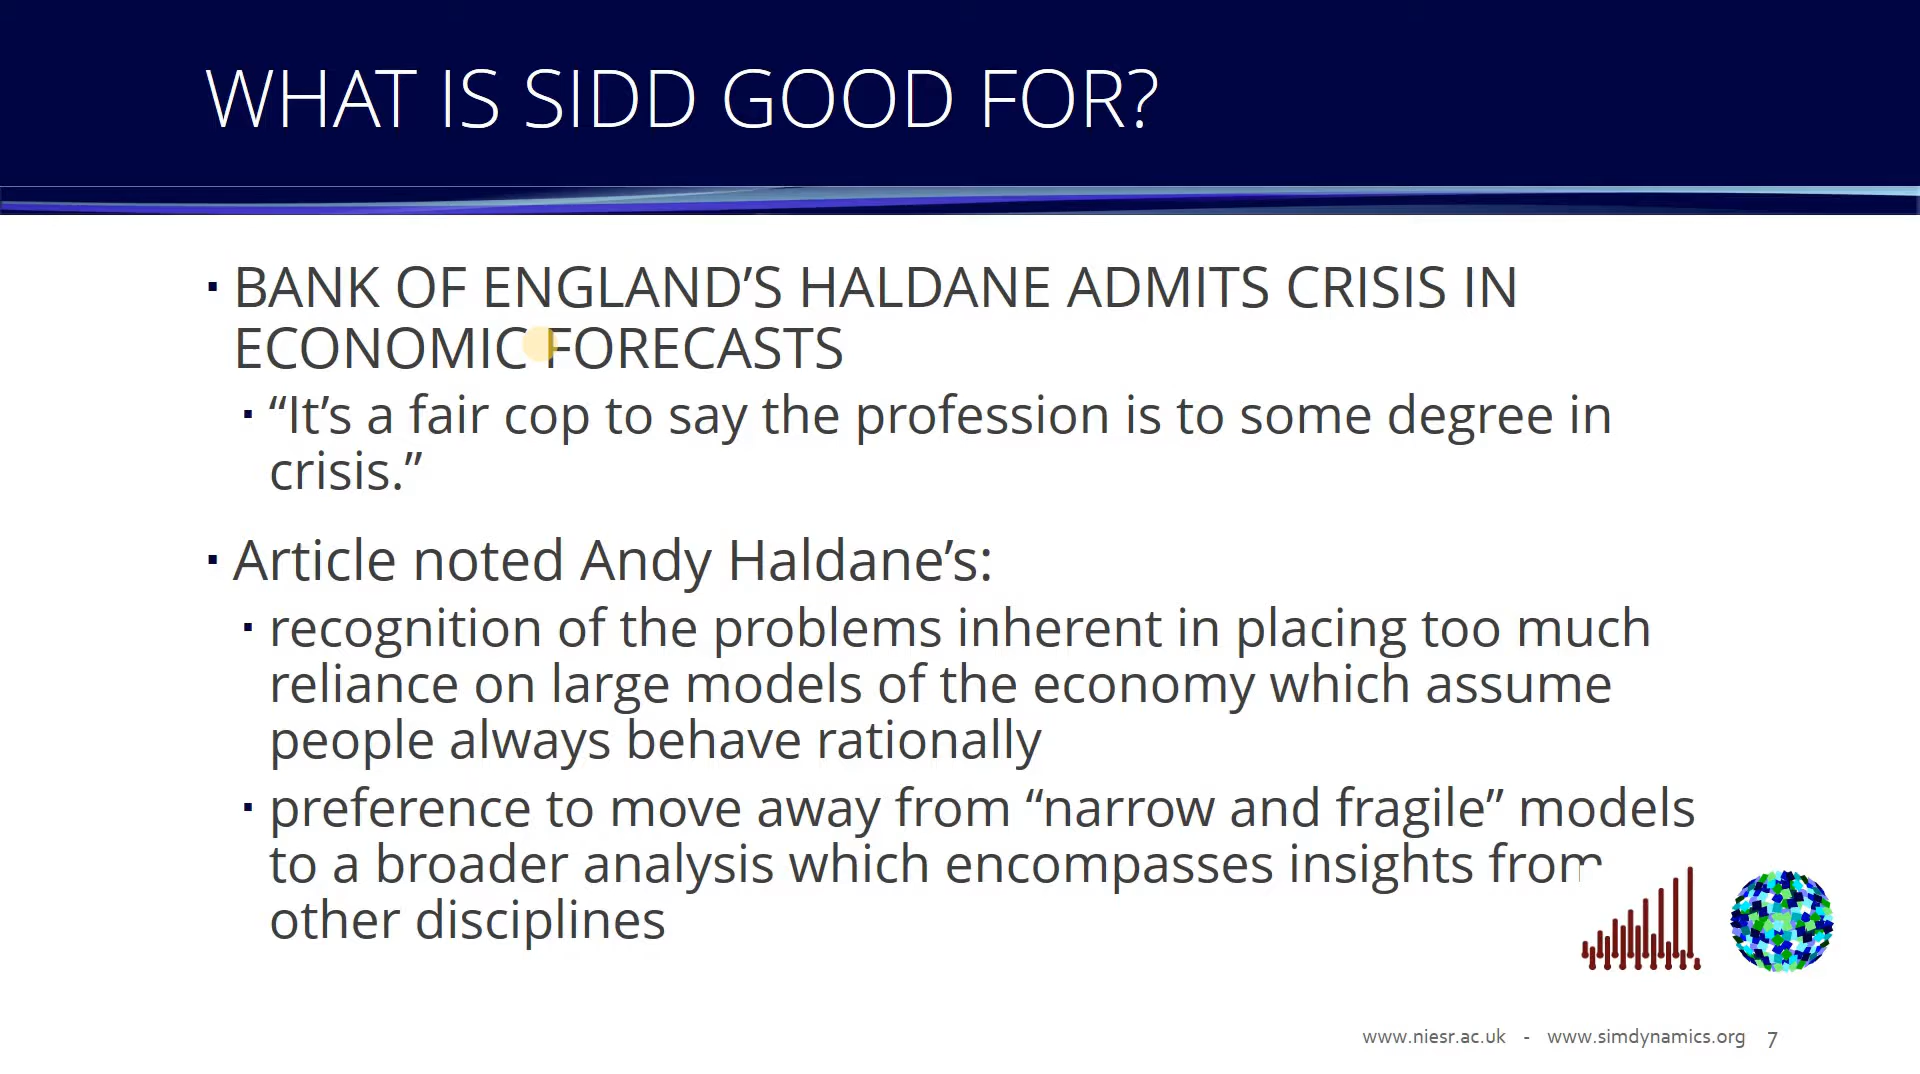 WHAT IS SIDD GOOD FOR?
▪ BANK OF ENGLAND’S HALDANE ADMITS CRISIS IN
ECONOMIC FORECASTS
▪ “It’s a fair cop to say the profession is to some degree in
crisis.”
▪ Article noted Andy Haldane’s:
▪ recognition of the problems inherent in placing too much
reliance on large models of the economy which assume
people always behave rationally
▪ preference to move away from “narrow and fragile” models
to a broader analysis which encompasses insights from
other disciplines
www.niesr.ac.uk - www.simdynamics.org 7